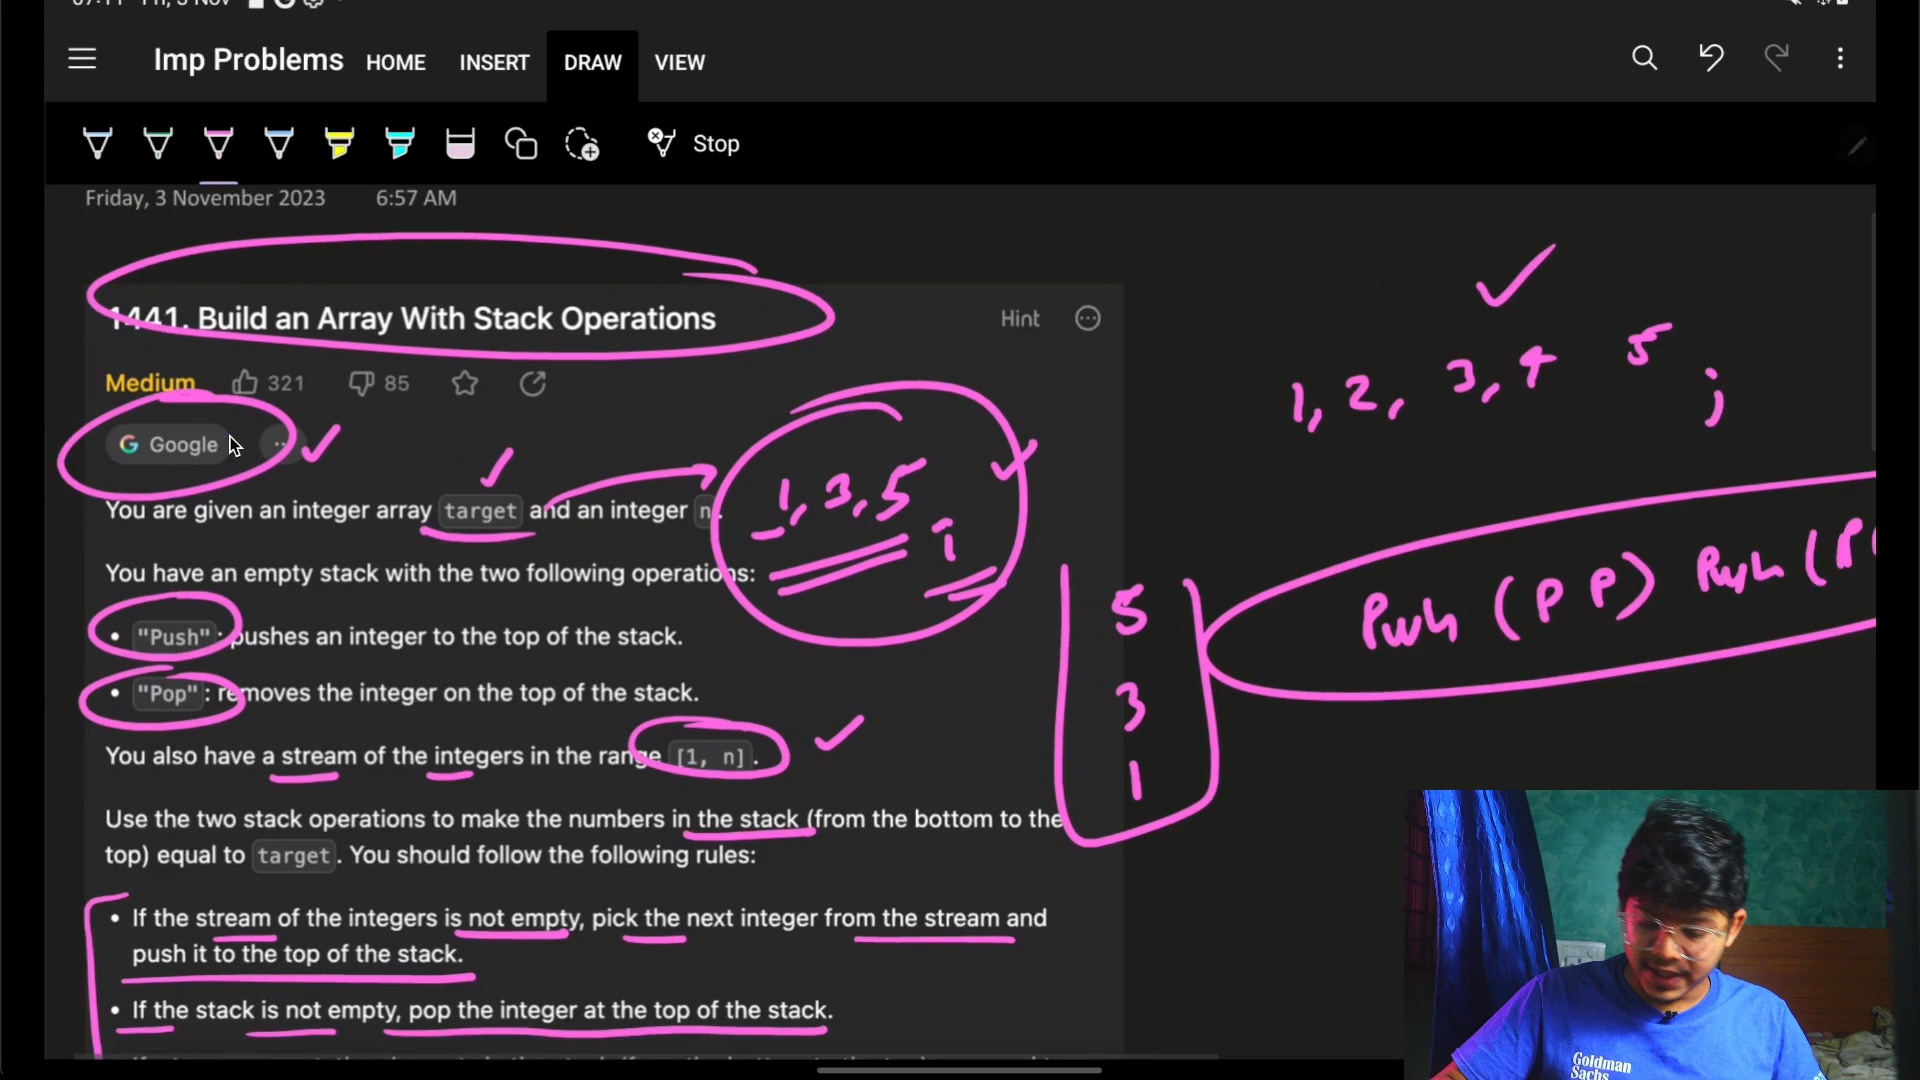 Imp Problems HOME INSERT DRAW VIEW
Stop
Friday, 3 November 2023 6:57 AM
1441. Build an Array With Stack Operations
Hint
Medium 321 85
Google
You are given an integer array target and an integer n.
You have an empty stack with the two following operations:
"Push": pushes an integer to the top of the stack.
"Pop": removes the integer on the top of the stack.
You also have a stream of the integers in the range [1, n].
Use the two stack operations to make the numbers in the stack (from the bottom to the
top) equal to target. You should follow the following rules:
If the stream of the integers is not empty, pick the next integer from the stream and
push it to the top of the stack.
If the stack is not empty, pop the integer at the top of the stack.
1, 3, 5
i
1, 2, 3, 4 5 ;
5
3
1
Push (P P) Push (P
Goldman
Sachs